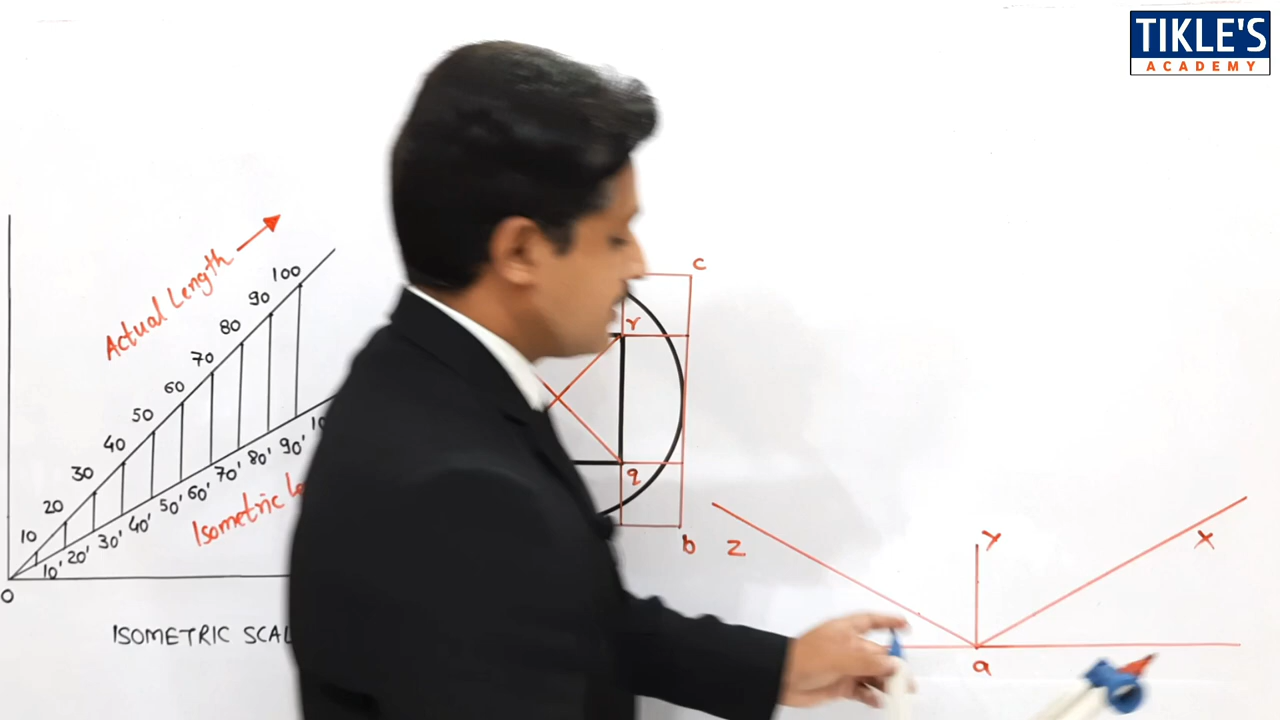 TIKLE'S
ACADEMY
Actual Length
10
20
30
40
50
60
70
80
90
100
10'
20'
30'
40'
50'
60'
70'
80'
90'
Isometric
0
ISOMETRIC
c
r
q
b
Z
Y
X
a